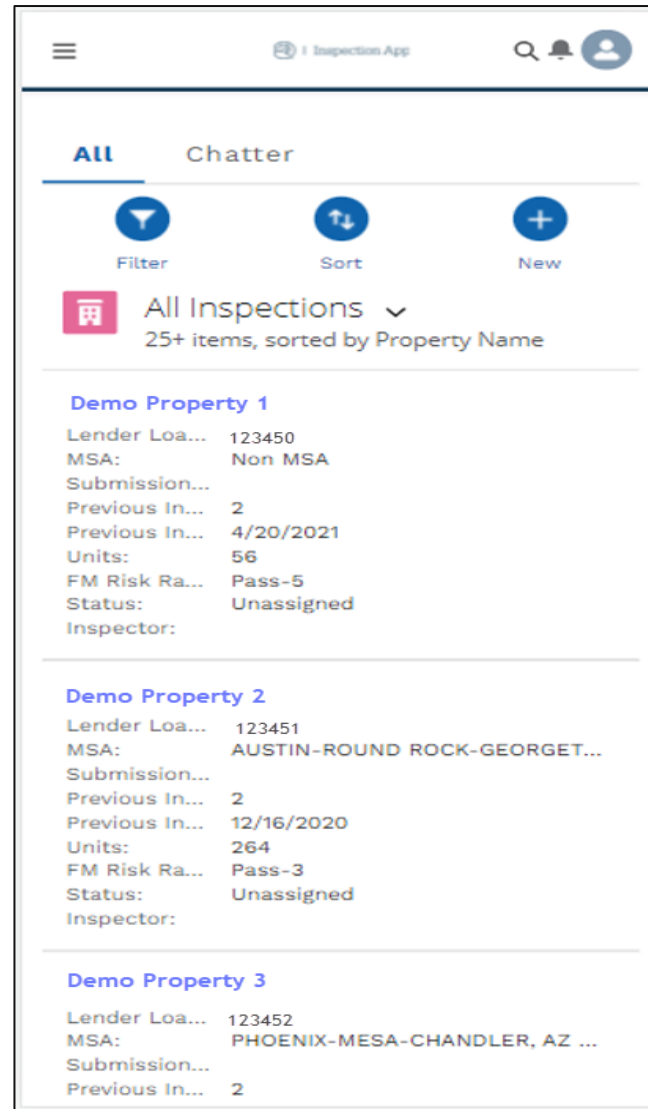 | Inspection App
All Chatter
Filter Sort New
All Inspections
25+ items, sorted by Property Name
Demo Property 1
Lender Loa... 123450
MSA: Non MSA
Submission...
Previous In... 2
Previous In... 4/20/2021
Units: 56
FM Risk Ra... Pass-5
Status: Unassigned
Inspector:
Demo Property 2
Lender Loa... 123451
MSA: AUSTIN-ROUND ROCK-GEORGET...
Submission...
Previous In... 2
Previous In... 12/16/2020
Units: 264
FM Risk Ra... Pass-3
Status: Unassigned
Inspector:
Demo Property 3
Lender Loa... 123452
MSA: PHOENIX-MESA-CHANDLER, AZ ...
Submission...
Previous In... 2